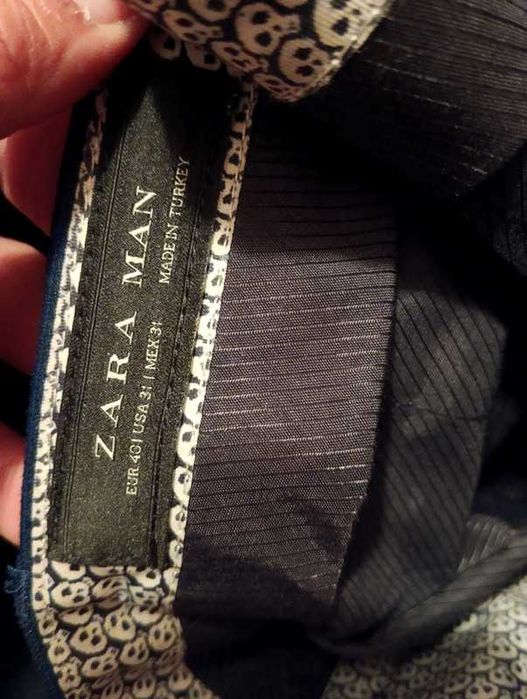 ZARA MAN
EUR 40 | USA 31 | MEX 31
MADE IN TURKEY